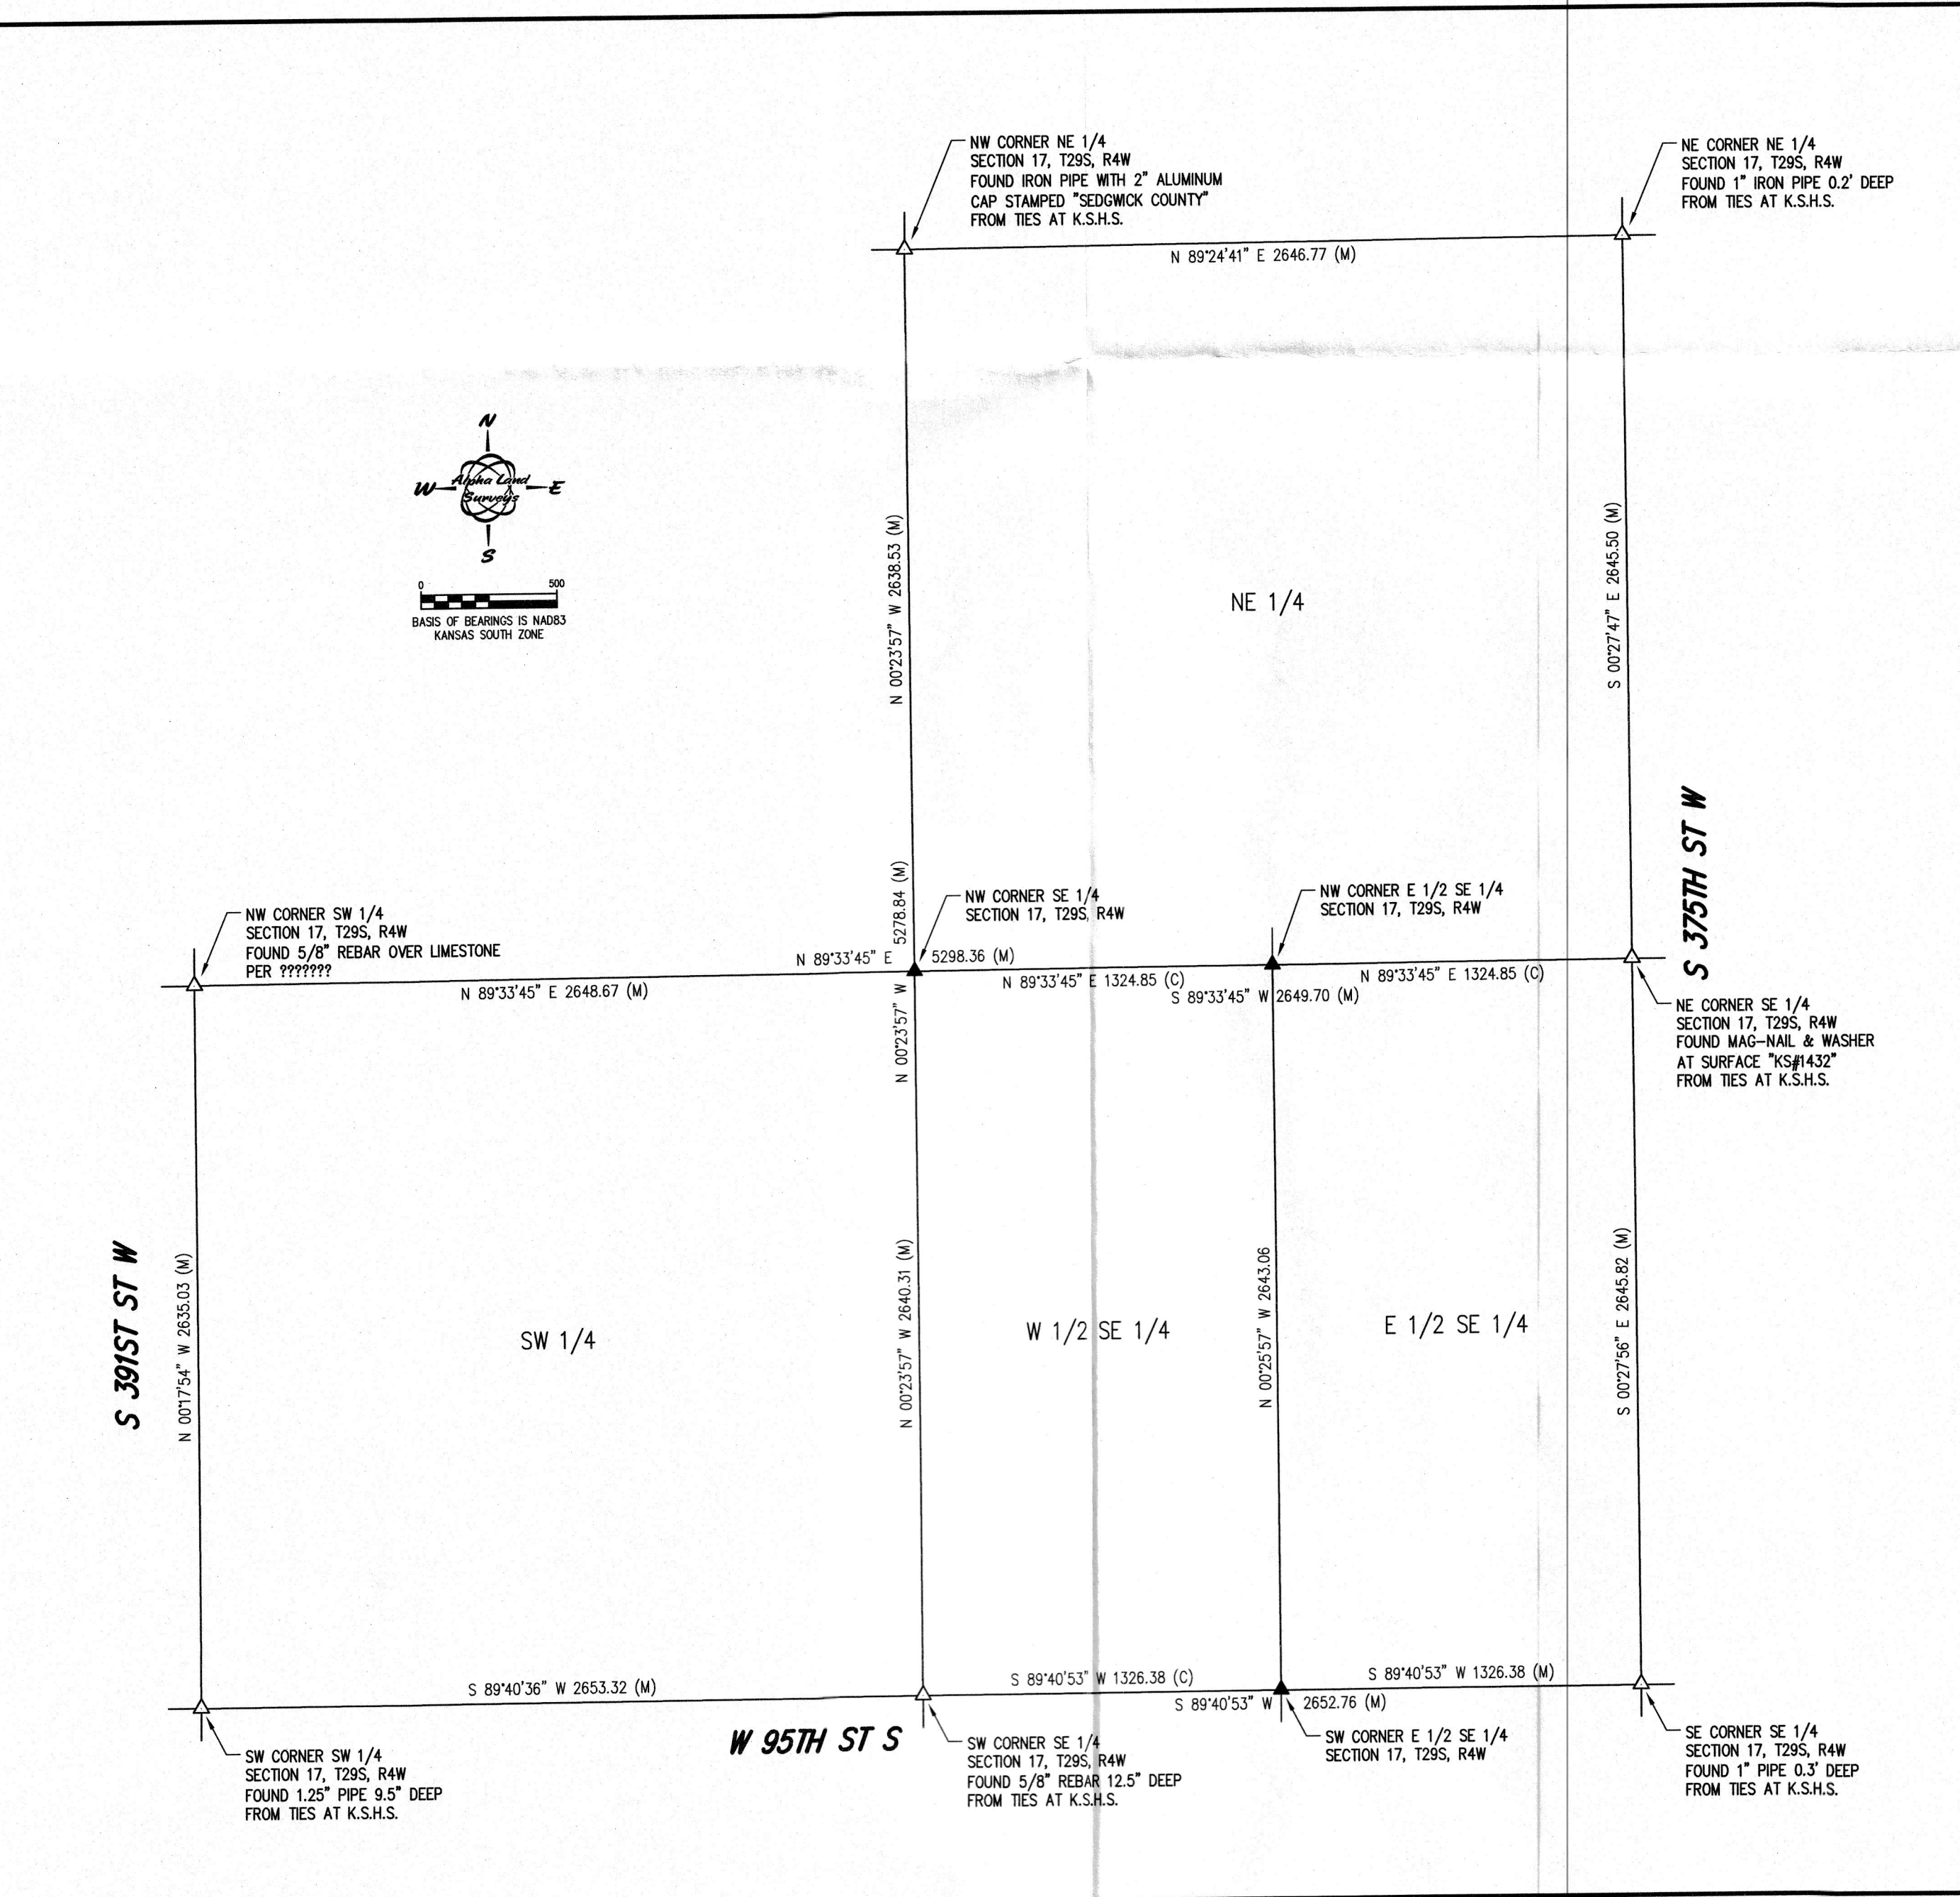 NW CORNER NE 1/4
SECTION 17, T29S, R4W
FOUND IRON PIPE WITH 2" ALUMINUM
CAP STAMPED "SEDGWICK COUNTY"
FROM TIES AT K.S.H.S.
NE CORNER NE 1/4
SECTION 17, T29S, R4W
FOUND 1" IRON PIPE 0.2' DEEP
FROM TIES AT K.S.H.S.
N 89°24'41" E 2646.77 (M)
N
W Alpha Land E
Surveys
S
0 500
BASIS OF BEARINGS IS NAD83
KANSAS SOUTH ZONE
N 00°23'57" W 2638.53 (M)
NE 1/4
S 00°27'47" E 2645.50 (M)
S 375TH ST W
NW CORNER SW 1/4
SECTION 17, T29S, R4W
FOUND 5/8" REBAR OVER LIMESTONE
PER ???????
NW CORNER SE 1/4
SECTION 17, T29S, R4W
NW CORNER E 1/2 SE 1/4
SECTION 17, T29S, R4W
N 00°23'57" W 5278.84 (M)
N 89°33'45" E 5298.36 (M)
N 89°33'45" E 2648.67 (M)
N 89°33'45" E 1324.85 (C)
N 89°33'45" E 1324.85 (C)
S 89°33'45" W 2649.70 (M)
NE CORNER SE 1/4
SECTION 17, T29S, R4W
FOUND MAG-NAIL & WASHER
AT SURFACE "KS#1432"
FROM TIES AT K.S.H.S.
S 391ST ST W
N 00°17'54" W 2635.03 (M)
SW 1/4
N 00°23'57" W 2640.31 (M)
W 1/2 SE 1/4
N 00°25'57" W 2643.06
E 1/2 SE 1/4
S 00°27'56" E 2645.82 (M)
S 89°40'36" W 2653.32 (M)
S 89°40'53" W 1326.38 (C)
S 89°40'53" W 1326.38 (M)
S 89°40'53" W 2652.76 (M)
W 95TH ST S
SW CORNER SW 1/4
SECTION 17, T29S, R4W
FOUND 1.25" PIPE 9.5" DEEP
FROM TIES AT K.S.H.S.
SW CORNER SE 1/4
SECTION 17, T29S, R4W
FOUND 5/8" REBAR 12.5" DEEP
FROM TIES AT K.S.H.S.
SW CORNER E 1/2 SE 1/4
SECTION 17, T29S, R4W
SE CORNER SE 1/4
SECTION 17, T29S, R4W
FOUND 1" PIPE 0.3' DEEP
FROM TIES AT K.S.H.S.